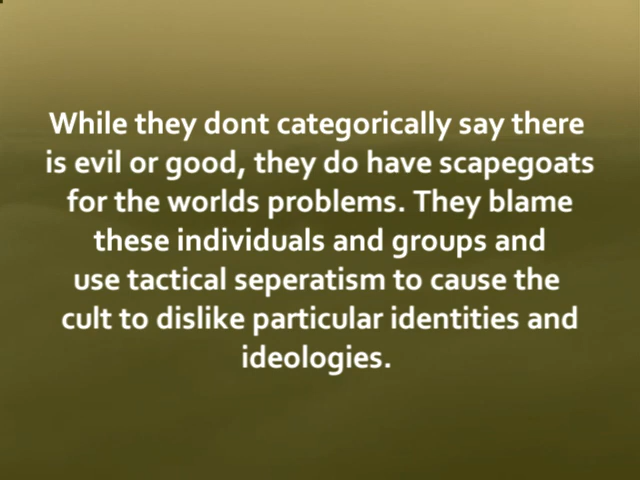 While they dont categorically say there
is evil or good, they do have scapegoats
for the worlds problems. They blame
these individuals and groups and
use tactical seperatism to cause the
cult to dislike particular identities and
ideologies.